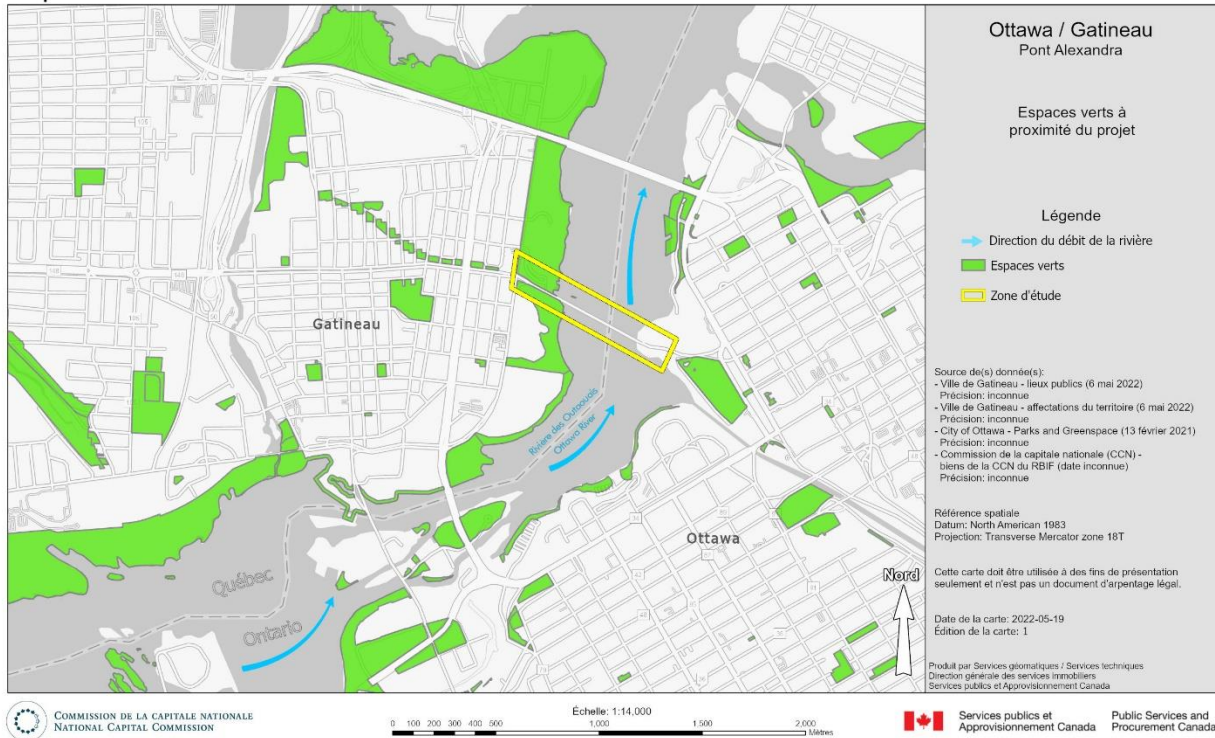 Ottawa / Gatineau
Pont Alexandra
Espaces verts à
proximité du projet
Légende
Direction du débit de la rivière
Espaces verts
Zone d'étude
Source de(s) donnée(s):
- Ville de Gatineau - lieux publics (6 mai 2022)
Précision: inconnue
- Ville de Gatineau - affectations du territoire (6 mai 2022)
Précision: inconnue
- City of Ottawa - Parks and Greenspace (13 février 2021)
Précision: inconnue
- Commission de la capitale nationale (CCN) -
biens de la CCN du RBIF (date inconnue)
Précision: inconnue
Référence spatiale
Datum: North American 1983
Projection: Transverse Mercator zone 18T
Cette carte doit être utilisée à des fins de présentation
seulement et n'est pas un document d'arpentage légal.
Date de la carte: 2022-05-19
Édition de la carte: 1
Produit par Services géomatiques / Services techniques
Direction générale des services immobiliers
Services publics et Approvisionnement Canada
Gatineau
Rivière des Outaouais
Ottawa River
Ottawa
Québec
Ontario
Nord
COMMISSION DE LA CAPITALE NATIONALE
NATIONAL CAPITAL COMMISSION
Échelle: 1:14,000
0 100 200 300 400 500 1,000 1,500 2,000
Mètres
Services publics et
Approvisionnement Canada
Public Services and
Procurement Canada